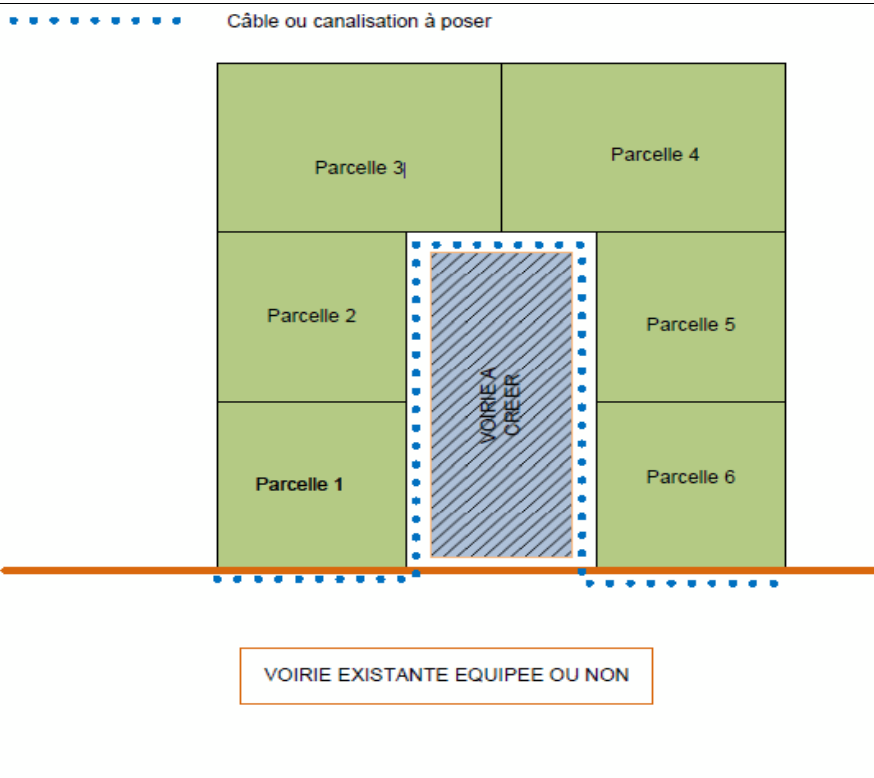 Câble ou canalisation à poser
Parcelle 3
Parcelle 4
Parcelle 2
Parcelle 5
VOIRIE A
CREER
Parcelle 1
Parcelle 6
VOIRIE EXISTANTE EQUIPEE OU NON